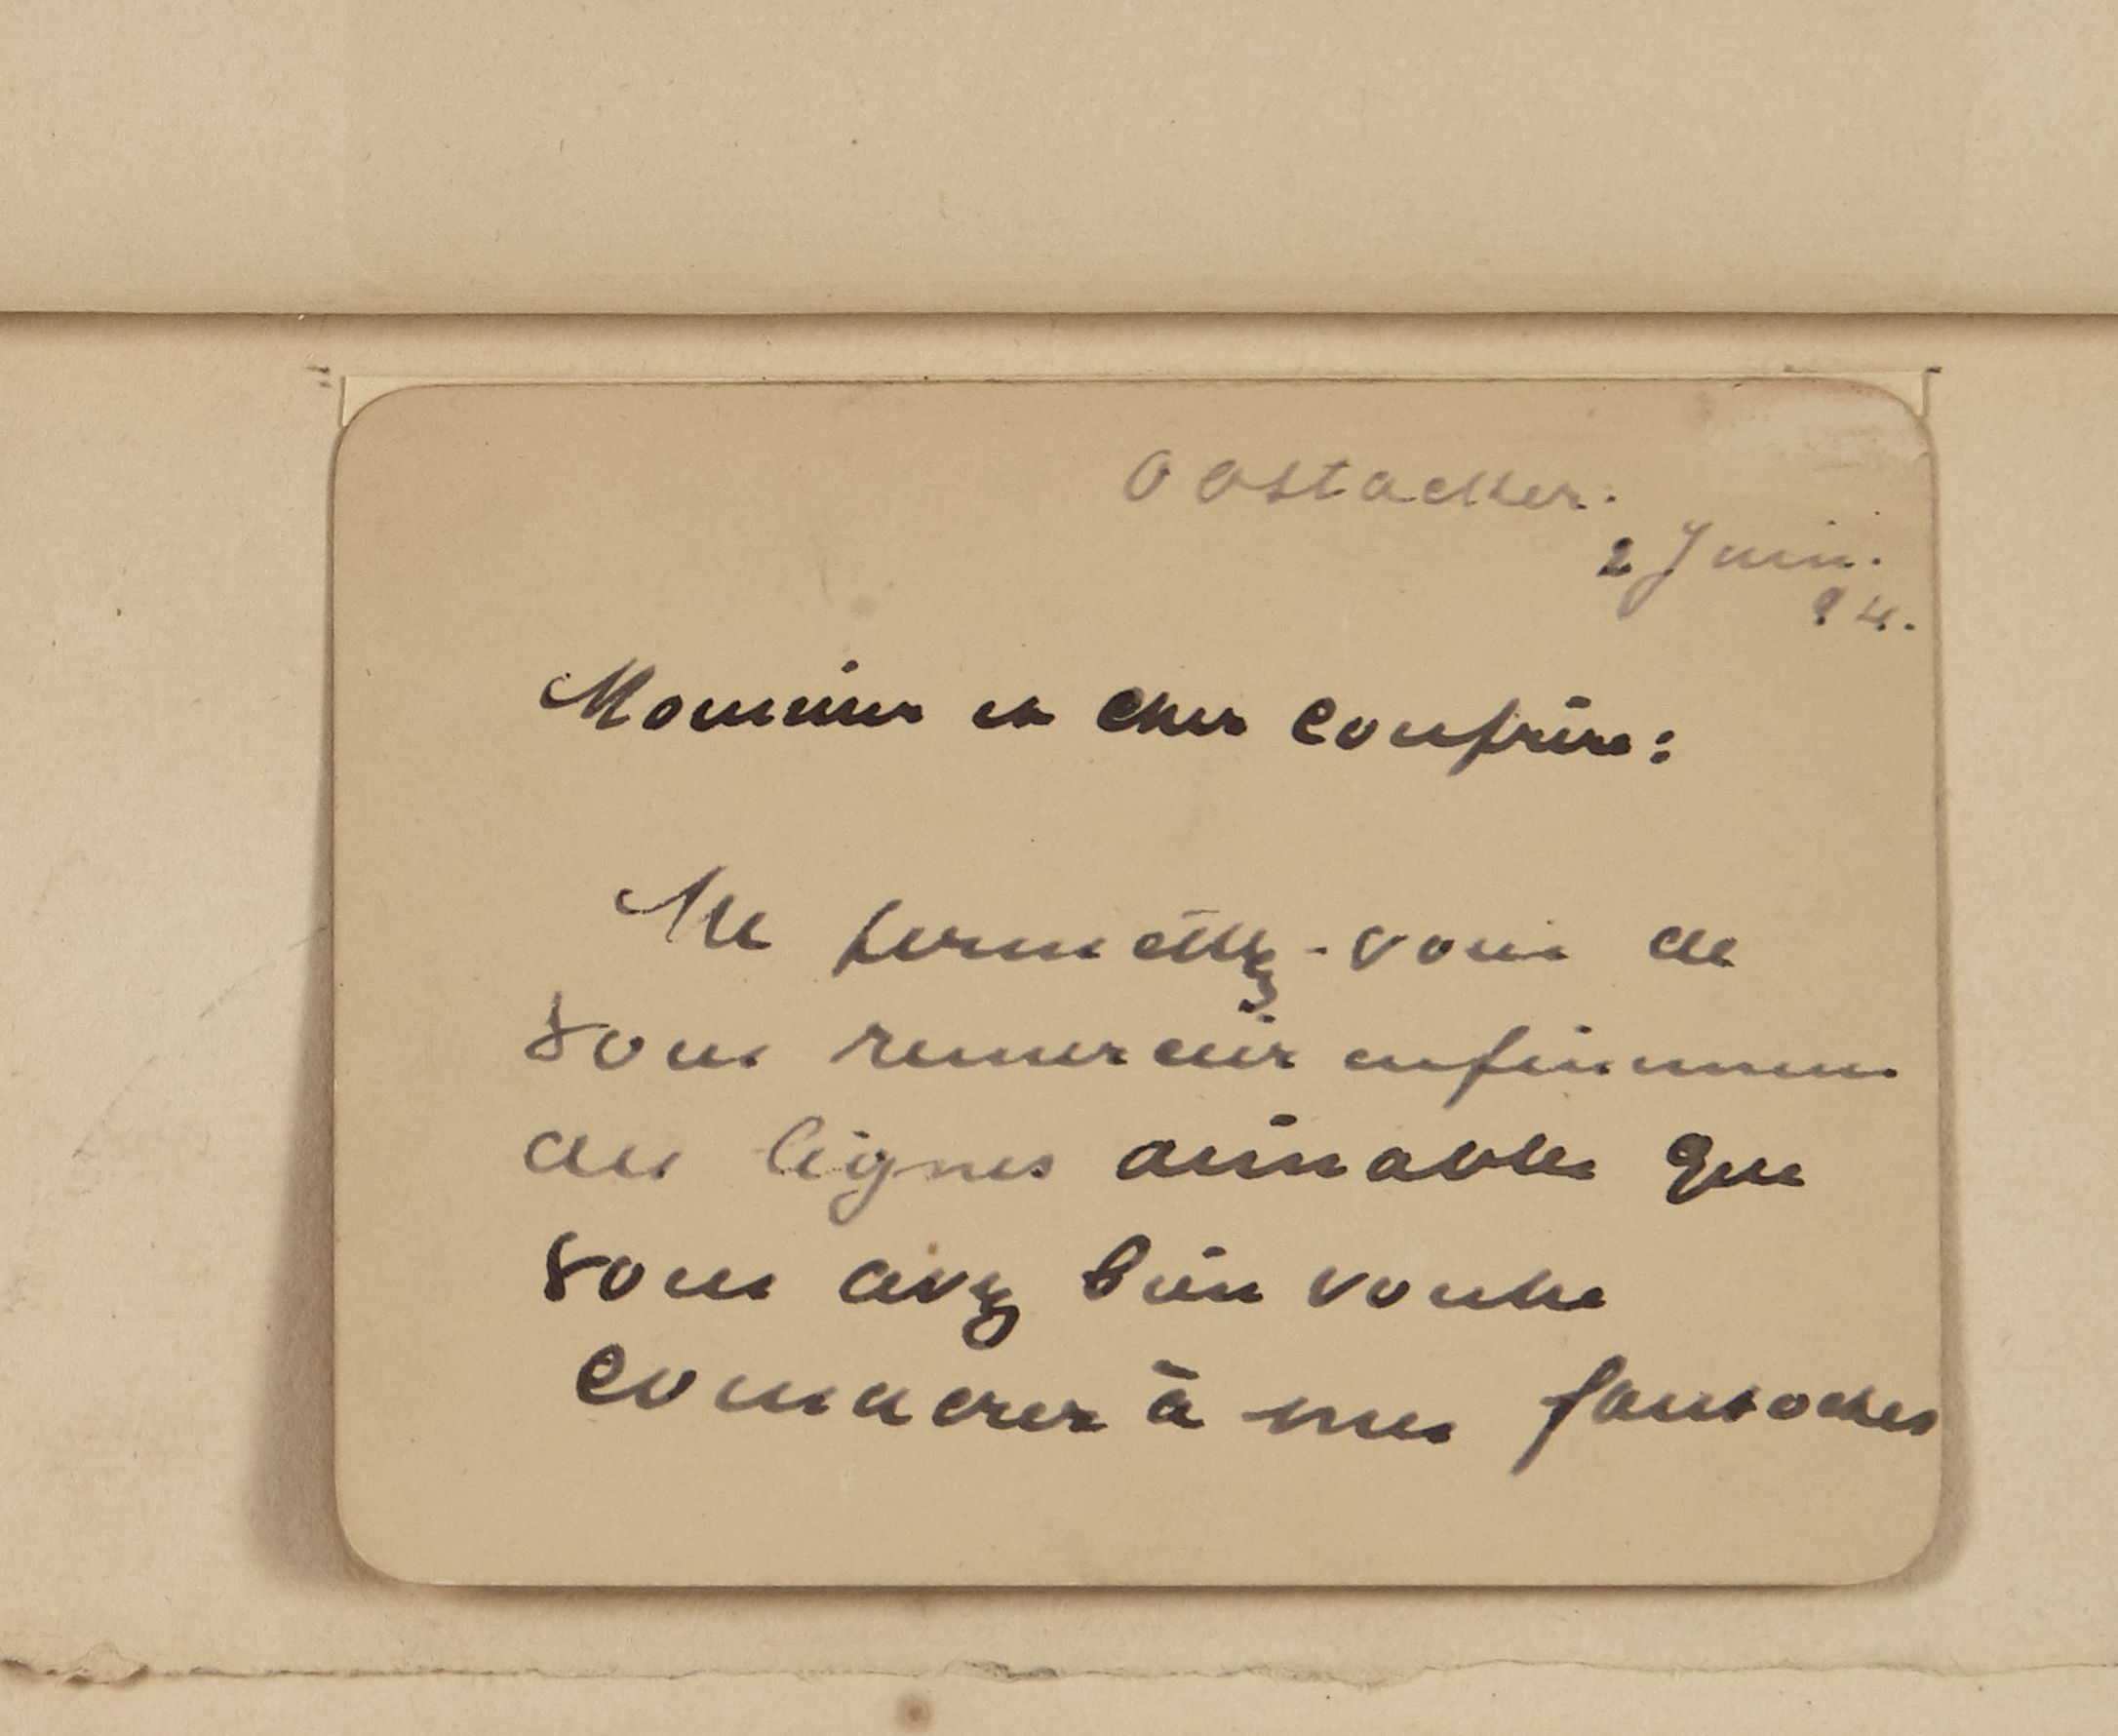 Oostacker.
2 Juin.
94.
Monsieur et cher confrère:
Me permettez-vous de
vous remercier infiniment
des lignes aimables que
vous avez bien voulu
consacrer à mes fantoches